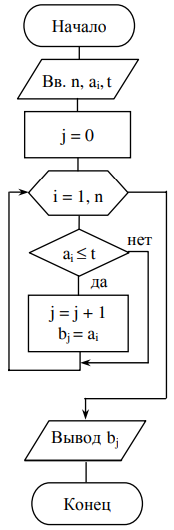 Начало
Вв. n, aᵢ, t
j = 0
i = 1, n
aᵢ ≤ t
нет
да
j = j + 1
bⱼ = aᵢ
Вывод bⱼ
Конец